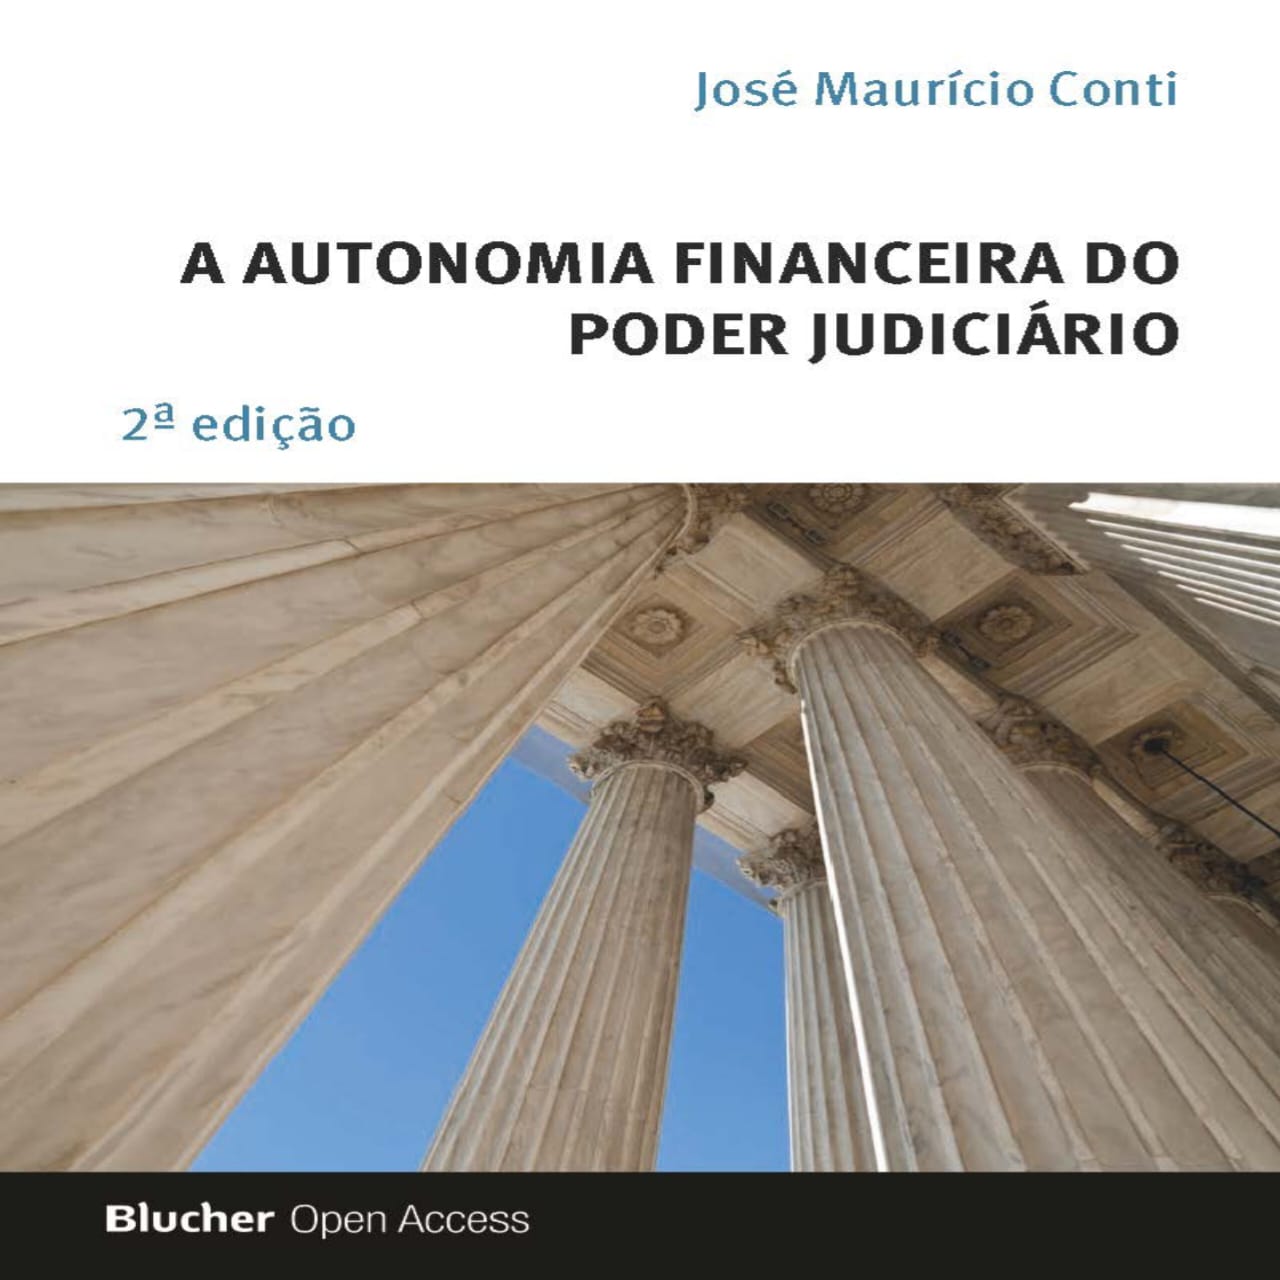 José Maurício Conti
A AUTONOMIA FINANCEIRA DO
PODER JUDICIÁRIO
2ª edição
Blucher Open Access